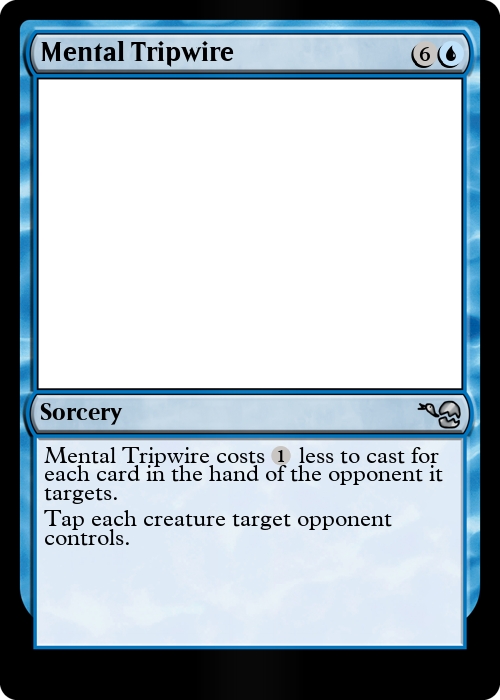 Mental Tripwire 6
Sorcery
Mental Tripwire costs 1 less to cast for
each card in the hand of the opponent it
targets.
Tap each creature target opponent
controls.